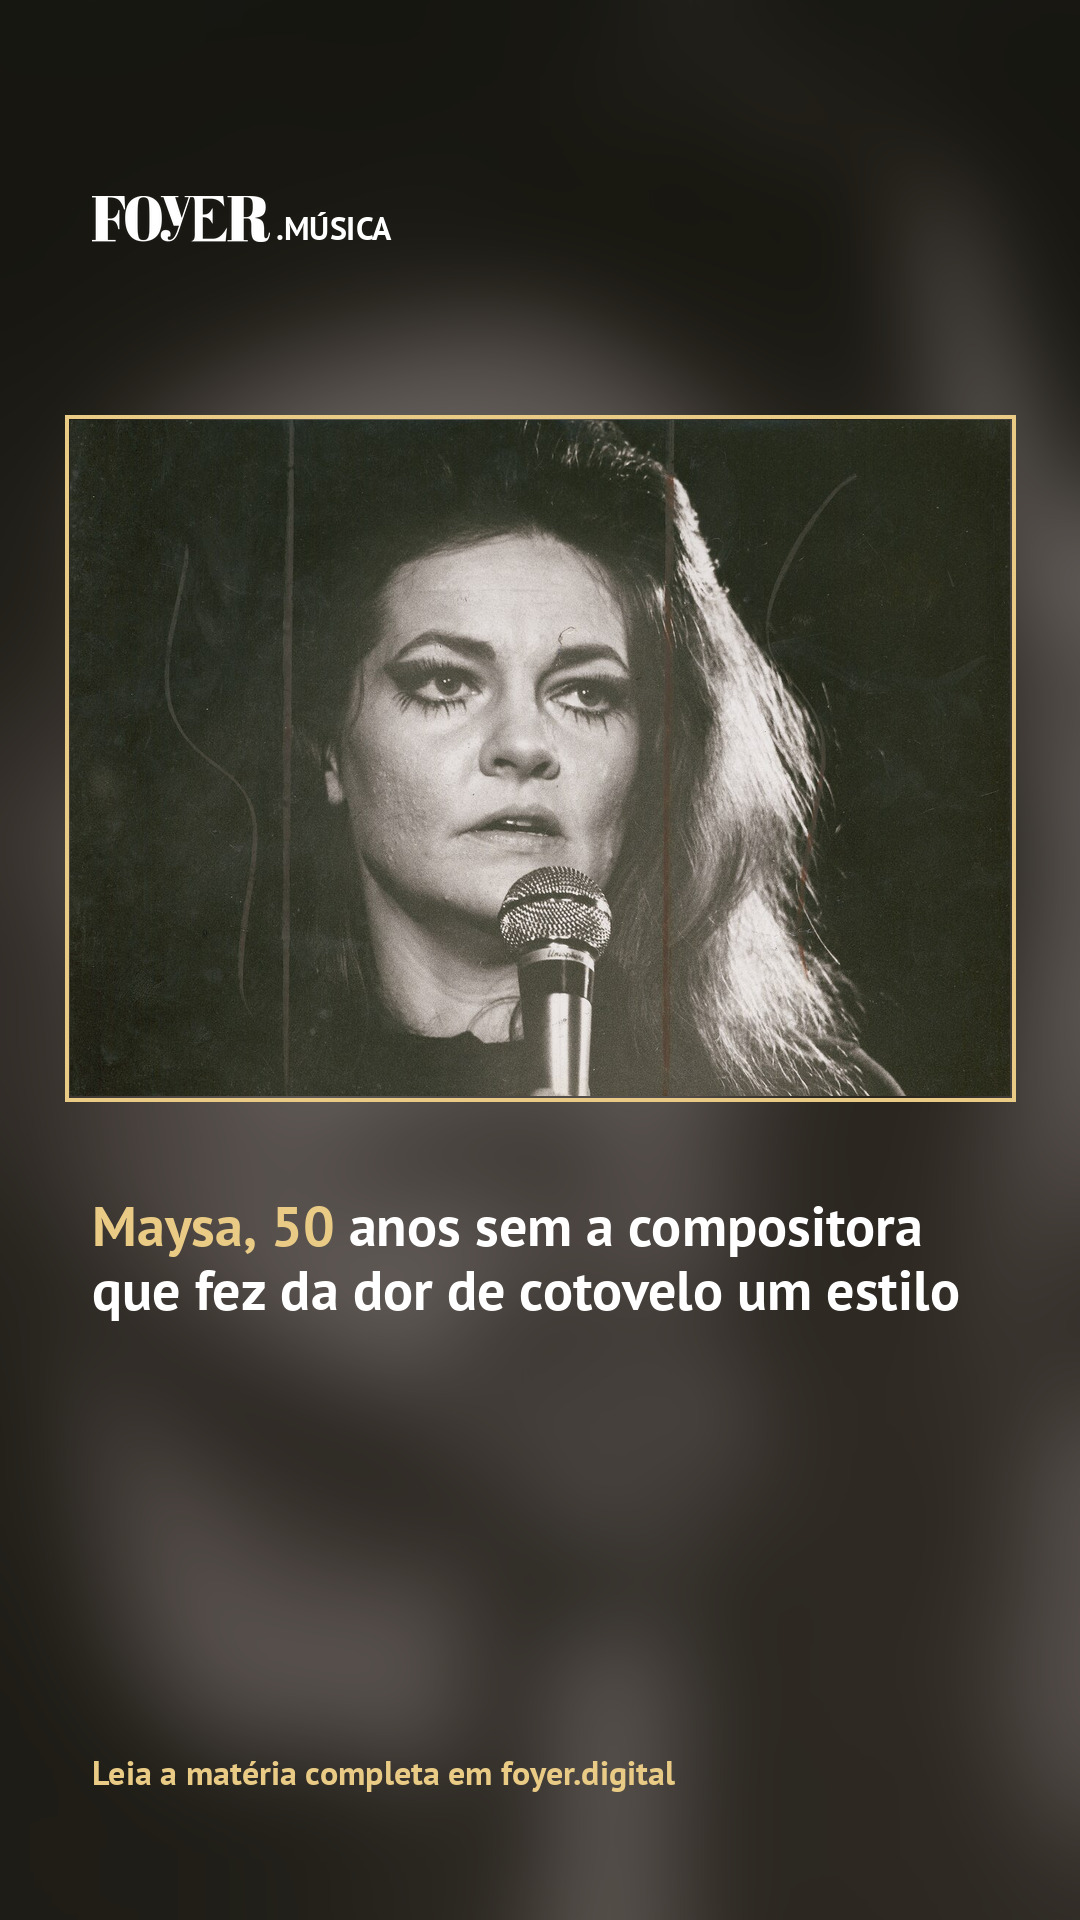 FOYER.MÚSICA
Unisphere
Maysa, 50 anos sem a compositora
que fez da dor de cotovelo um estilo
Leia a matéria completa em foyer.digital